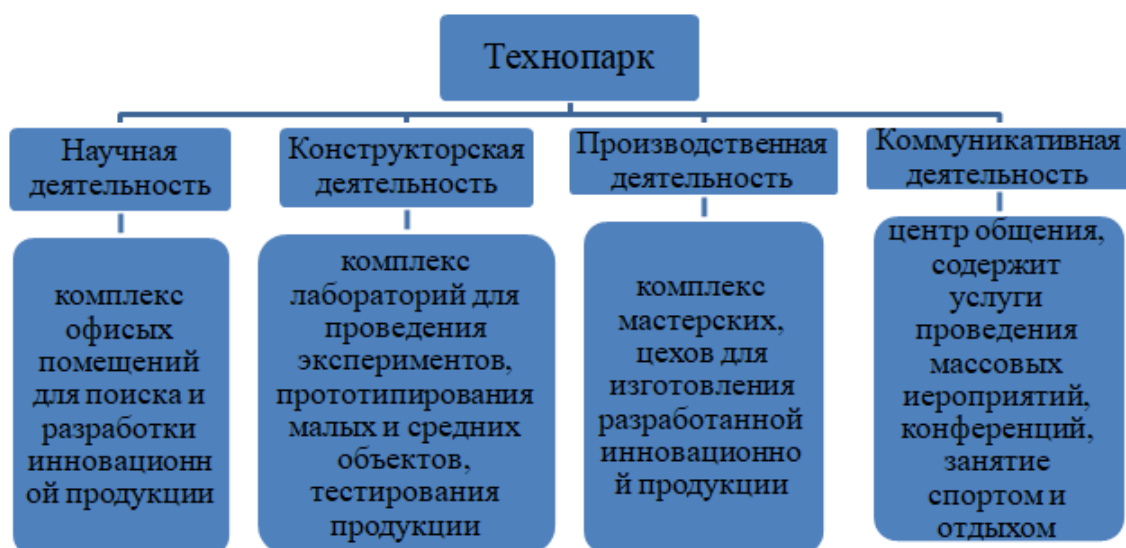 Технопарк
Научная
деятельность
Конструкторская
деятельность
Производственная
деятельность
Коммуникативная
деятельность
комплекс
офисых
помещений
для поиска и
разработки
инновационн
ой продукции
комплекс
лабораторий для
проведения
экспериментов,
прототипирования
малых и средних
объектов,
тестирования
продукции
комплекс
мастерских,
цехов для
изготовления
разработанной
инновационно
й продукции
центр общения,
содержит
услуги
проведения
массовых
иероприятий,
конференций,
занятие
спортом и
отдыхом